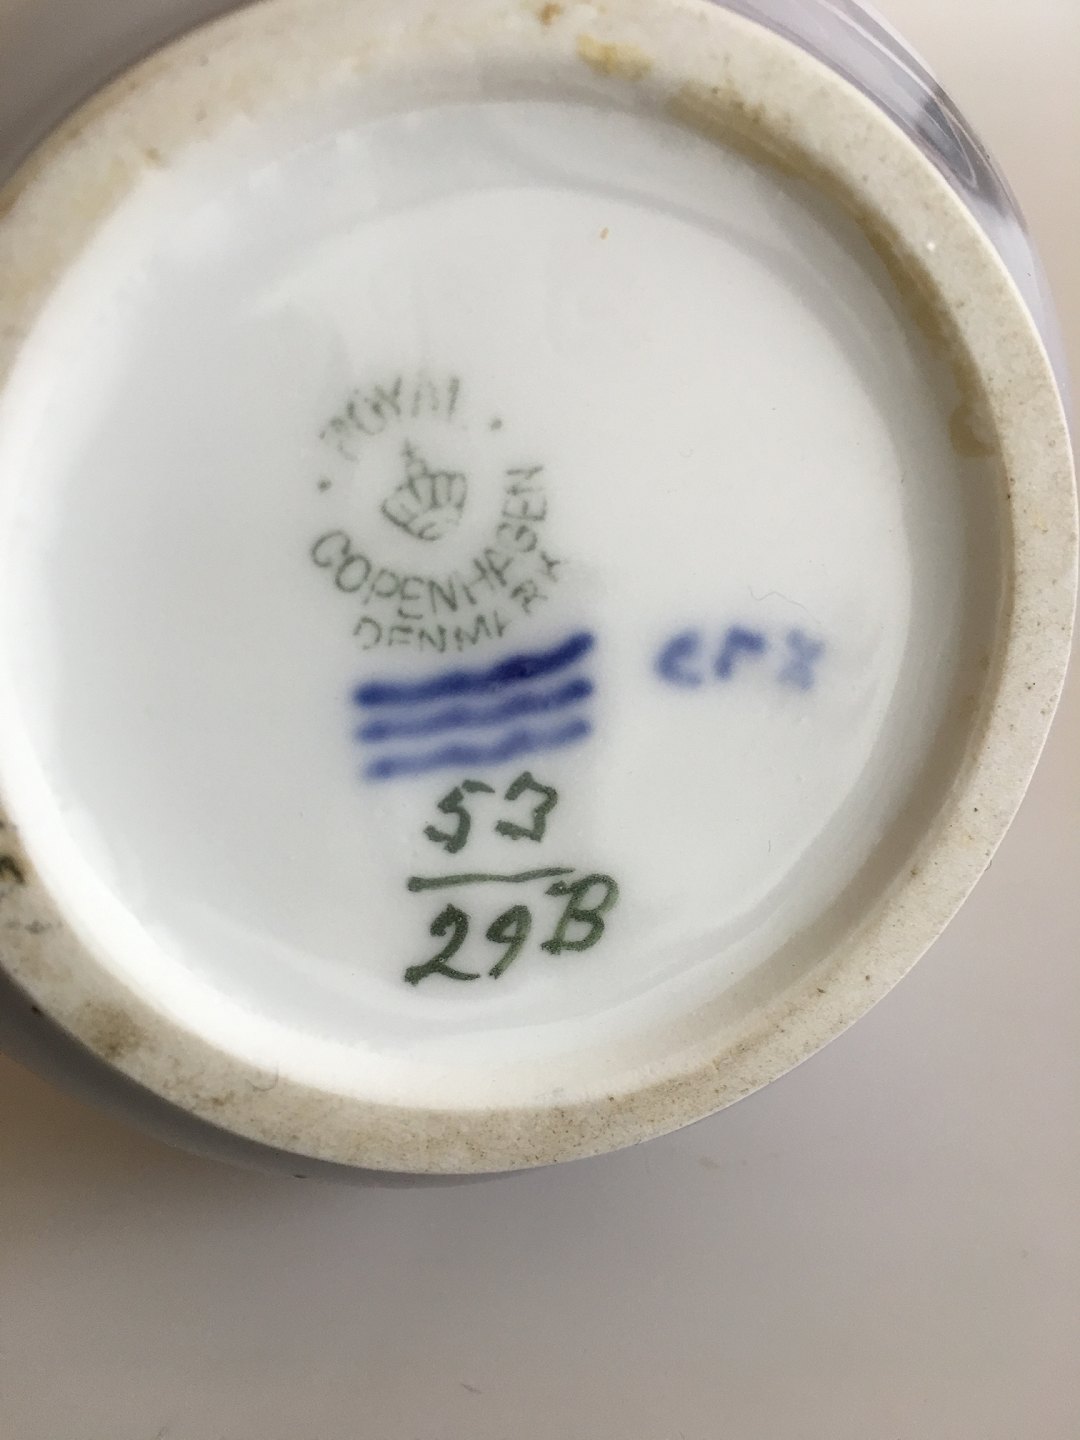 ROYAL
COPENHAGEN
DENMARK
53
29B